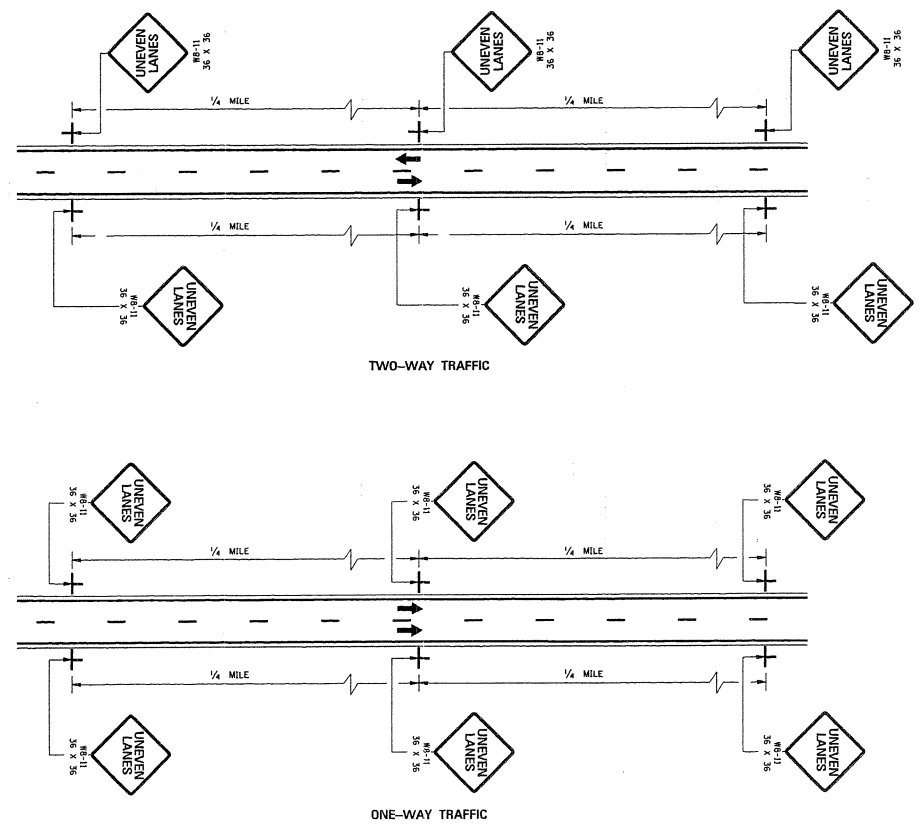 UNEVEN
LANES
W8-11
36 X 36
UNEVEN
LANES
W8-11
36 X 36
UNEVEN
LANES
W8-11
36 X 36
¼ MILE
¼ MILE
¼ MILE
¼ MILE
UNEVEN
LANES
W8-11
36 X 36
UNEVEN
LANES
W8-11
36 X 36
UNEVEN
LANES
W8-11
36 X 36
TWO-WAY TRAFFIC
UNEVEN
LANES
W8-11
36 X 36
UNEVEN
LANES
W8-11
36 X 36
UNEVEN
LANES
W8-11
36 X 36
¼ MILE
¼ MILE
¼ MILE
¼ MILE
UNEVEN
LANES
W8-11
36 X 36
UNEVEN
LANES
W8-11
36 X 36
UNEVEN
LANES
W8-11
36 X 36
ONE-WAY TRAFFIC